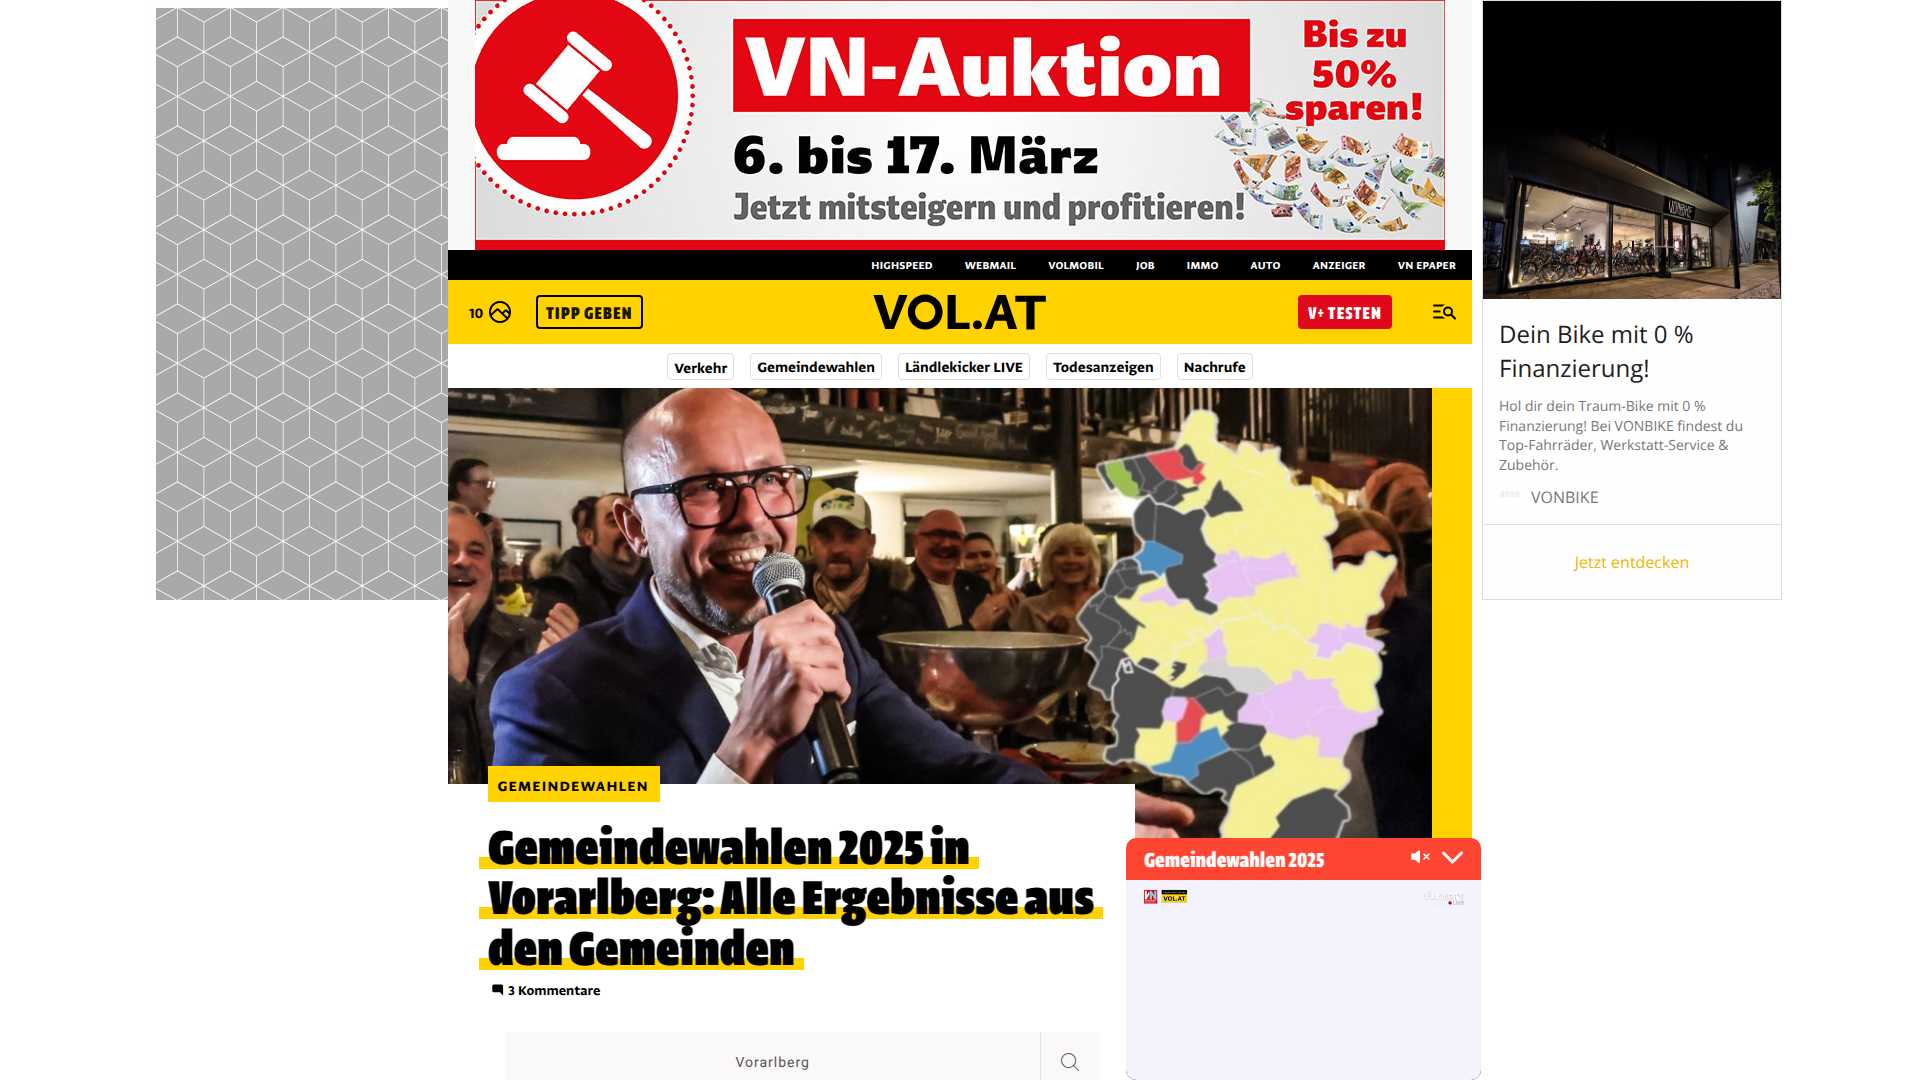 VN-Auktion
Bis zu
50%
sparen!
6. bis 17. März
Jetzt mitsteigern und profitieren!
HIGHSPEED WEBMAIL VOLMOBIL JOB IMMO AUTO ANZEIGER VN EPAPER
10 TIPP GEBEN VOL.AT V+ TESTEN
Verkehr Gemeindewahlen Ländlekicker LIVE Todesanzeigen Nachrufe
VONBIKE
Dein Bike mit 0 %
Finanzierung!
Hol dir dein Traum-Bike mit 0 %
Finanzierung! Bei VONBIKE findest du
Top-Fahrräder, Werkstatt-Service &
Zubehör.
VONBIKE
Jetzt entdecken
GEMEINDEWAHLEN
Gemeindewahlen 2025 in
Vorarlberg: Alle Ergebnisse aus
den Gemeinden
3 Kommentare
Vorarlberg
Gemeindewahlen 2025
VOL.AT
LIVE